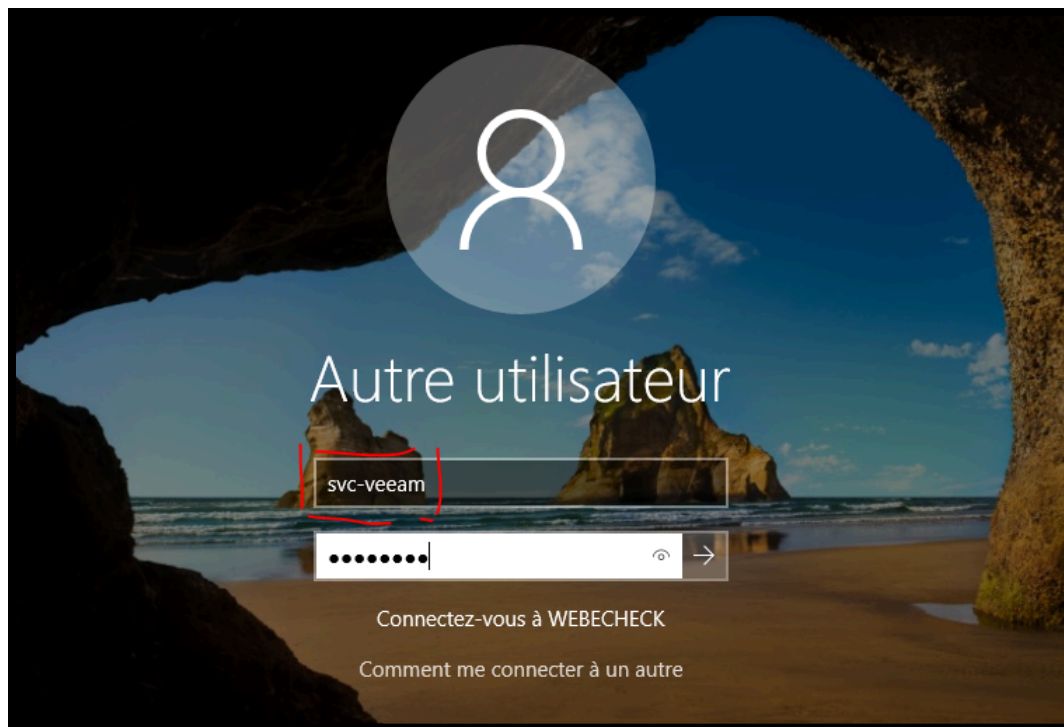 Autre utilisateur
svc-veeam
••••••••
Connectez-vous à WEBECHECK
Comment me connecter à un autre